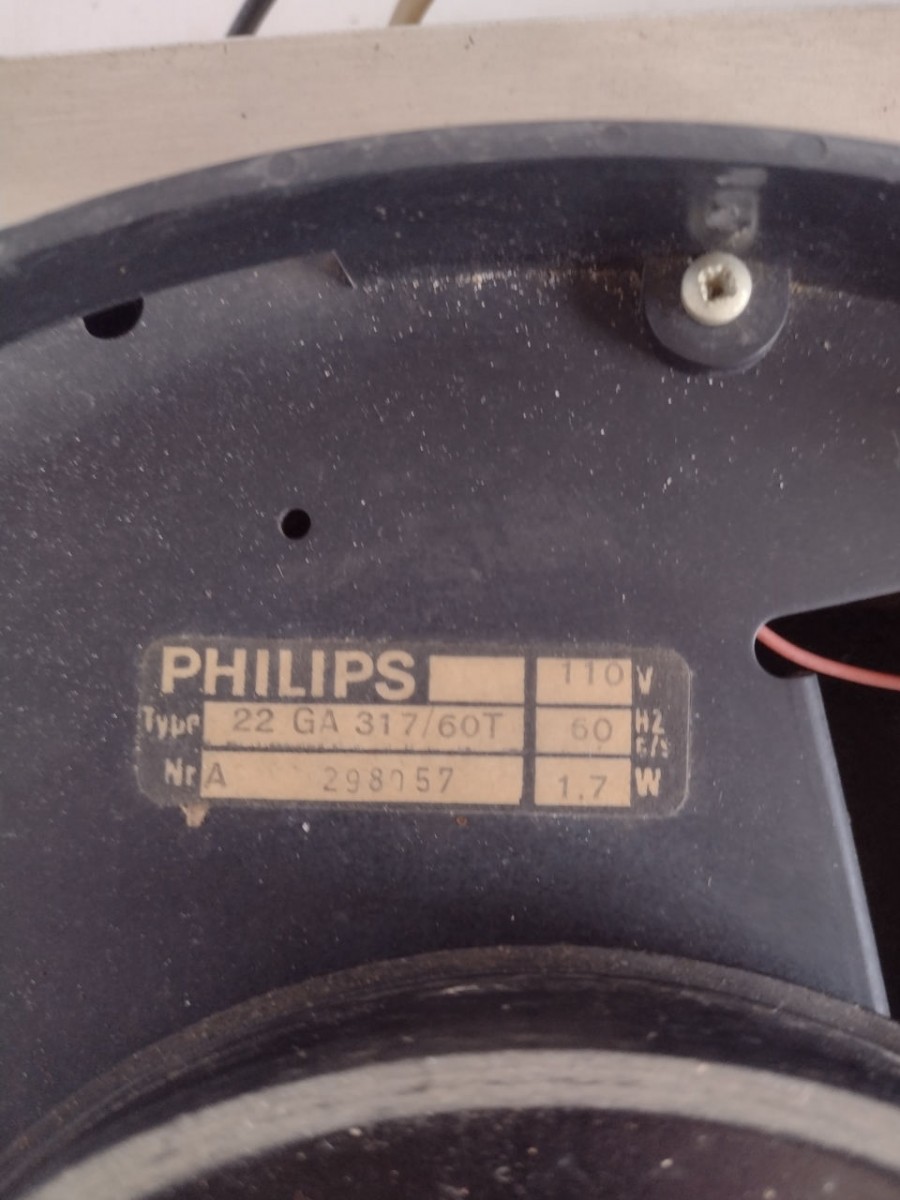 PHILIPS 110 V
Type 22 GA 317/60T 60 HZ c/s
Nr A 298057 1.7 W